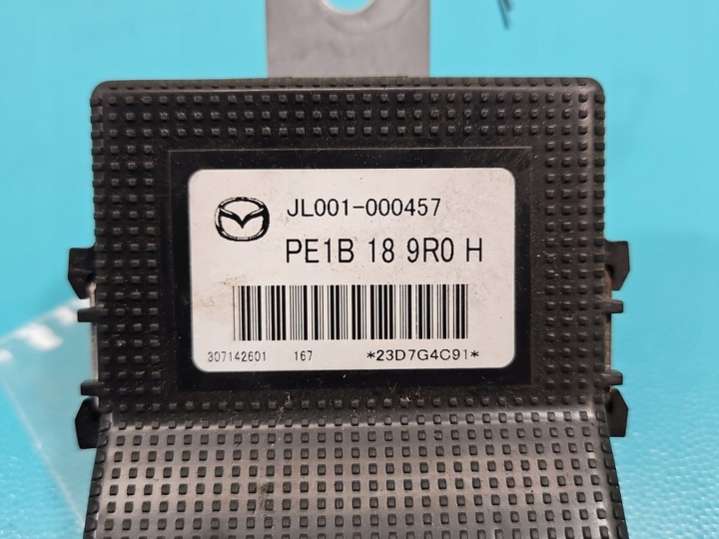 JL001-000457
PE1B 18 9R0 H
307142601 167 *23D7G4C91*